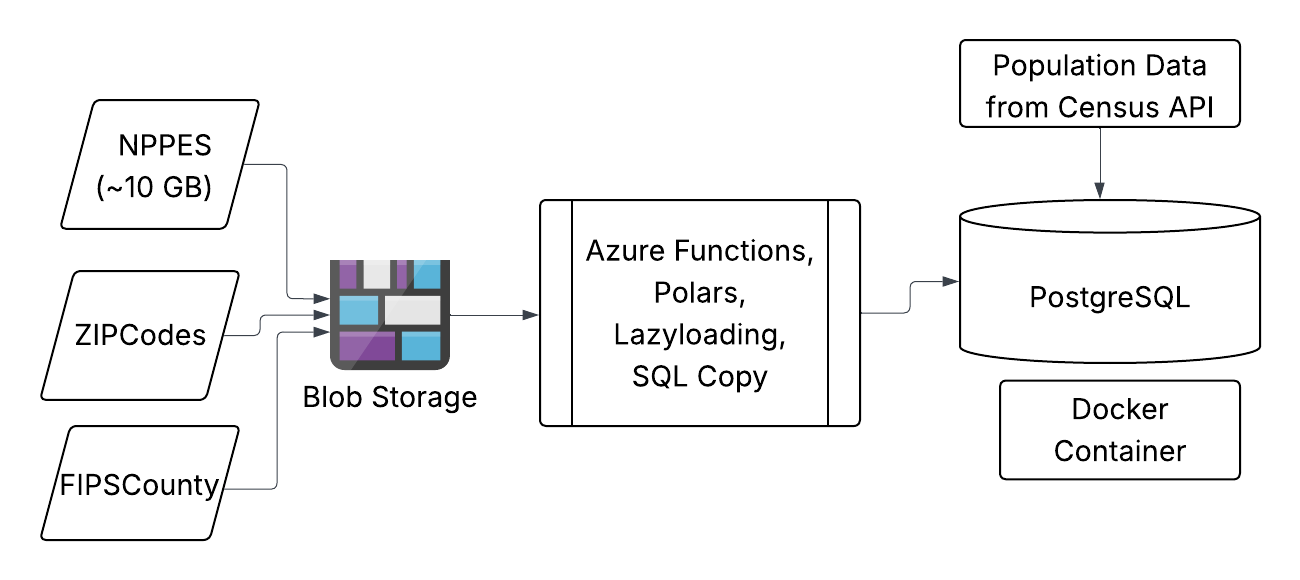 NPPES
(~10 GB)
ZIPCodes
FIPSCounty
Blob Storage
Azure Functions,
Polars,
Lazyloading,
SQL Copy
Population Data
from Census API
PostgreSQL
Docker
Container